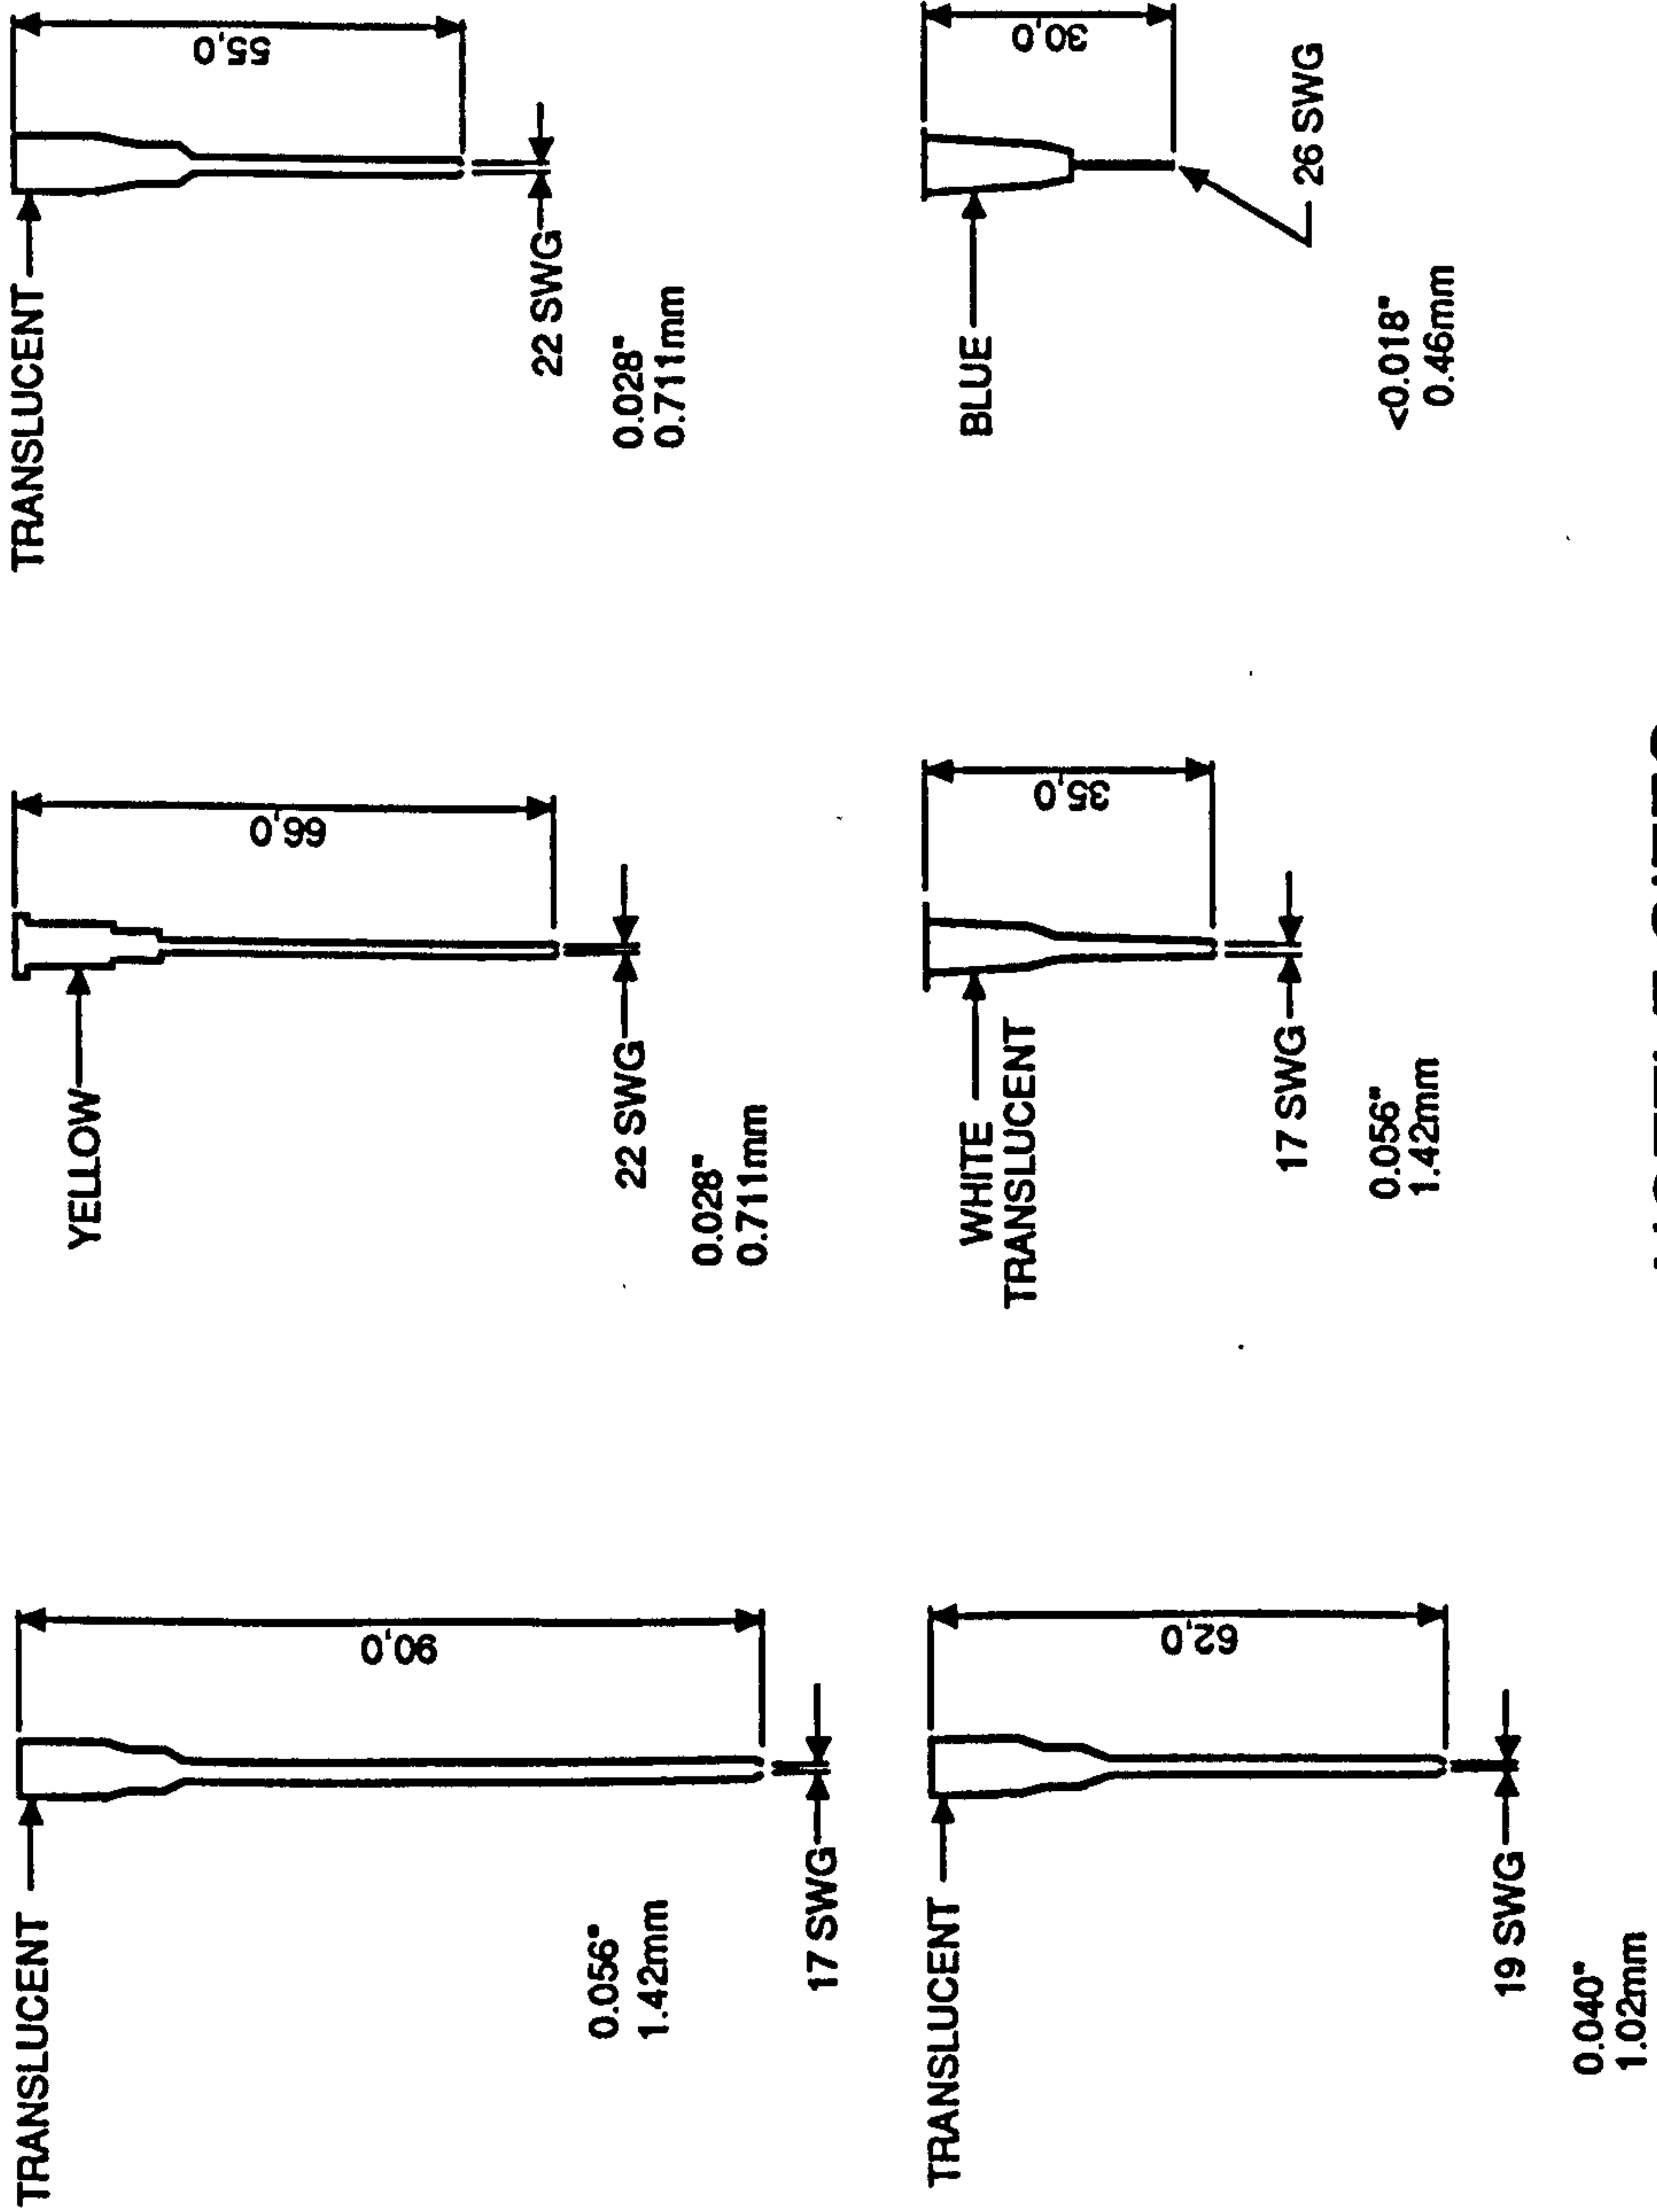 TRANSLUCENT
90,0
0.056"
1.42mm
17 SWG
YELLOW
66,0
22 SWG
0.028"
0.711mm
TRANSLUCENT
55,0
22 SWG
0.028"
0.711mm
TRANSLUCENT
62,0
19 SWG
0.040"
1.02mm
WHITE
TRANSLUCENT
35,0
17 SWG
0.056"
1.42mm
BLUE
30,0
26 SWG
<0.018"
0.46mm